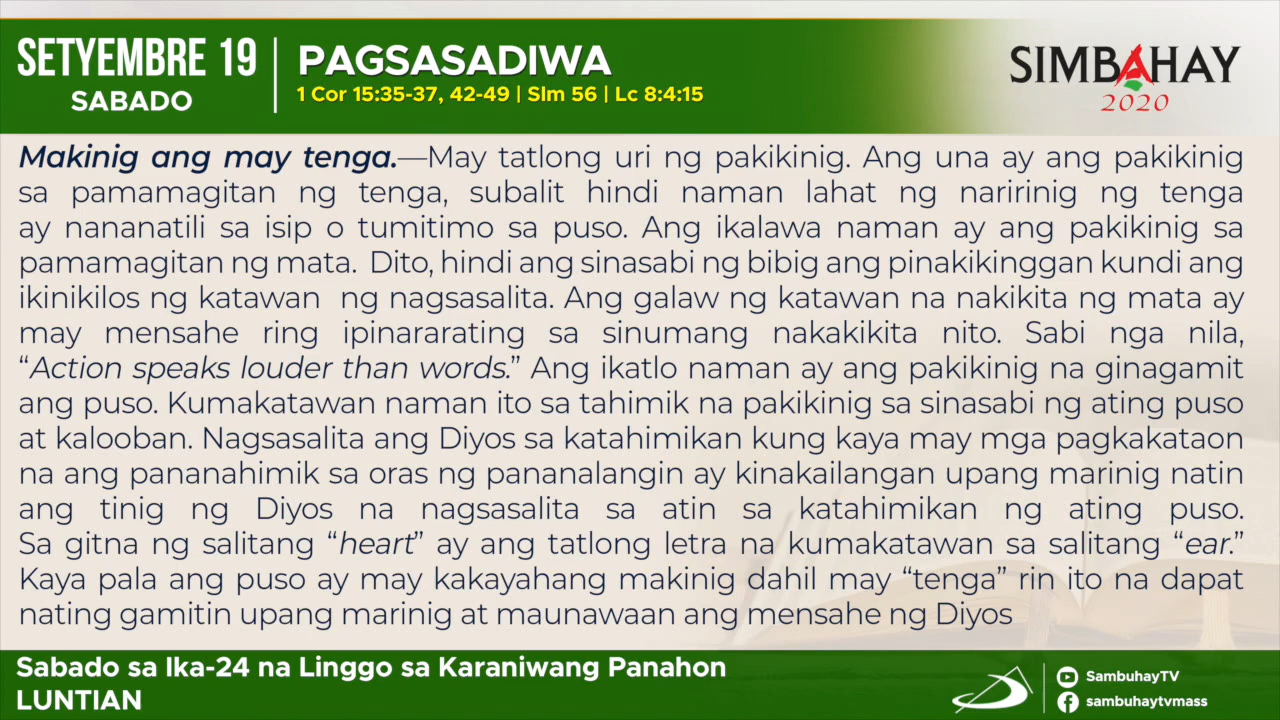 SETYEMBRE 19
SABADO
PAGSASADIWA
1 Cor 15:35-37, 42-49 | Slm 56 | Lc 8:4:15
SIMBAHAY
2020
Makinig ang may tenga.—May tatlong uri ng pakikinig. Ang una ay ang pakikinig
sa pamamagitan ng tenga, subalit hindi naman lahat ng naririnig ng tenga
ay nananatili sa isip o tumitimo sa puso. Ang ikalawa naman ay ang pakikinig sa
pamamagitan ng mata. Dito, hindi ang sinasabi ng bibig ang pinakikinggan kundi ang
ikinikilos ng katawan ng nagsasalita. Ang galaw ng katawan na nakikita ng mata ay
may mensahe ring ipinararating sa sinumang nakakikita nito. Sabi nga nila,
“Action speaks louder than words.” Ang ikatlo naman ay ang pakikinig na ginagamit
ang puso. Kumakatawan naman ito sa tahimik na pakikinig sa sinasabi ng ating puso
at kalooban. Nagsasalita ang Diyos sa katahimikan kung kaya may mga pagkakataon
na ang pananahimik sa oras ng pananalangin ay kinakailangan upang marinig natin
ang tinig ng Diyos na nagsasalita sa atin sa katahimikan ng ating puso.
Sa gitna ng salitang “heart” ay ang tatlong letra na kumakatawan sa salitang “ear.”
Kaya pala ang puso ay may kakayahang makinig dahil may “tenga” rin ito na dapat
nating gamitin upang marinig at maunawaan ang mensahe ng Diyos
Sabado sa Ika-24 na Linggo sa Karaniwang Panahon
LUNTIAN
SambuhayTV
sambuhaytvmass